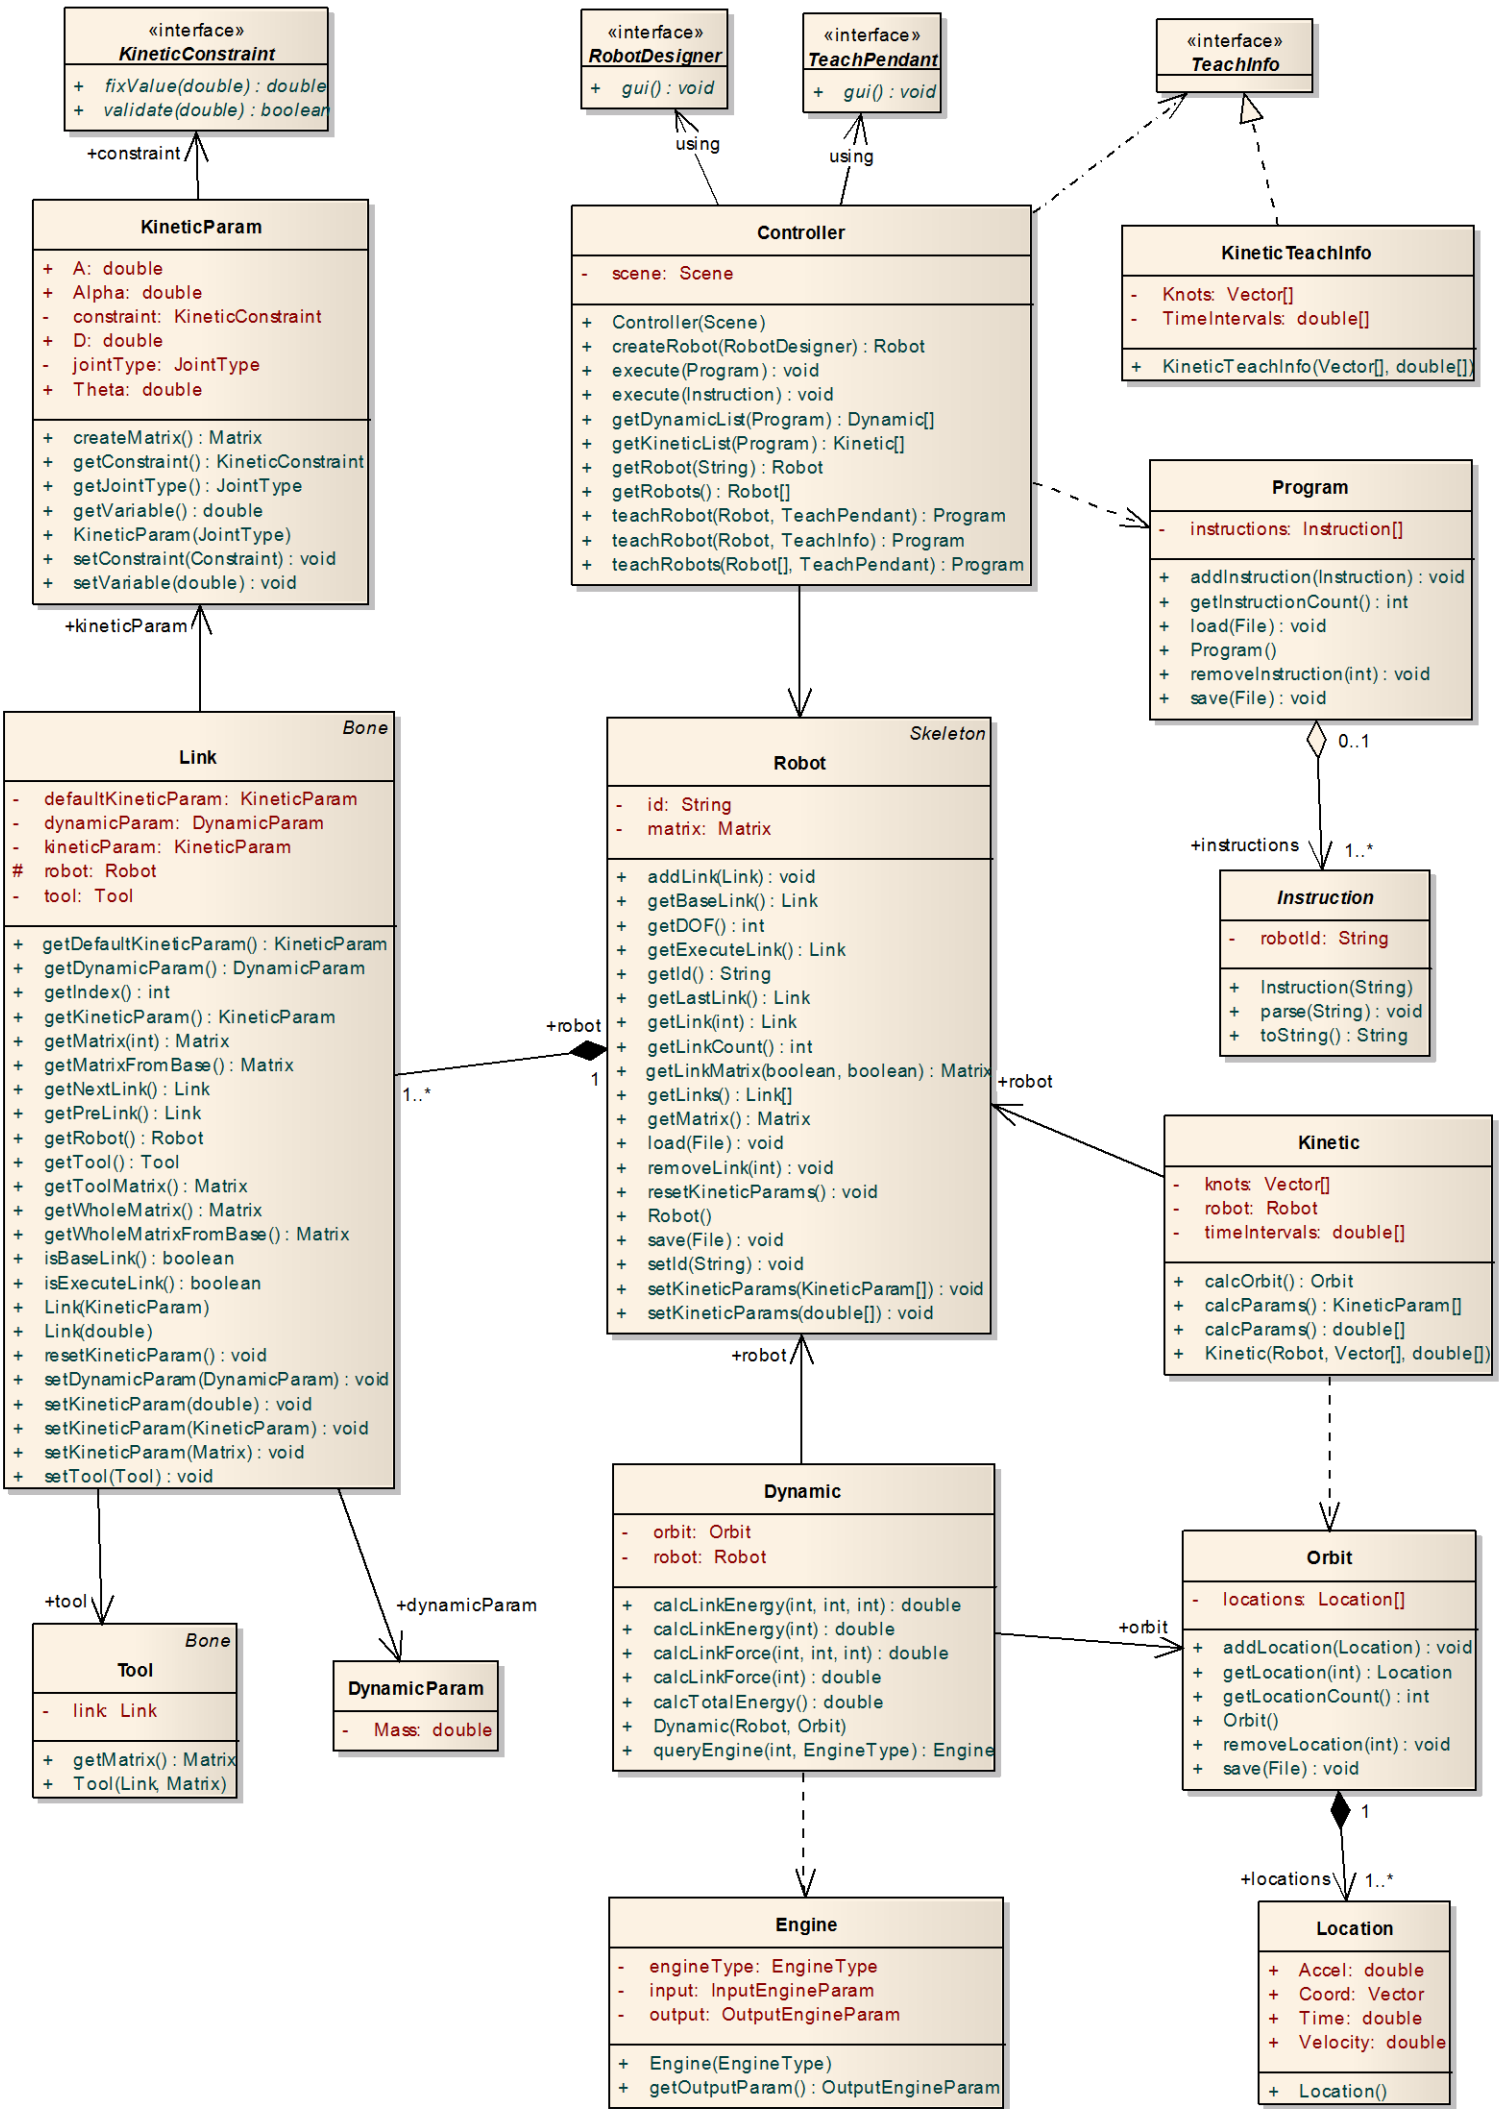 «interface»
KineticConstraint
+ fixValue(double) : double
+ validate(double) : boolean
+constraint
KineticParam
+ A: double
+ Alpha: double
- constraint: KineticConstraint
+ D: double
- jointType: JointType
+ Theta: double
+ createMatrix() : Matrix
+ getConstraint() : KineticConstraint
+ getJointType() : JointType
+ getVariable() : double
+ KineticParam(JointType)
+ setConstraint(Constraint) : void
+ setVariable(double) : void
+kineticParam
«interface»
RobotDesigner
+ gui() : void
using
«interface»
TeachPendant
+ gui() : void
using
«interface»
TeachInfo
Controller
- scene: Scene
+ Controller(Scene)
+ createRobot(RobotDesigner) : Robot
+ execute(Program) : void
+ execute(Instruction) : void
+ getDynamicList(Program) : Dynamic[]
+ getKineticList(Program) : Kinetic[]
+ getRobot(String) : Robot
+ getRobots() : Robot[]
+ teachRobot(Robot, TeachPendant) : Program
+ teachRobot(Robot, TeachInfo) : Program
+ teachRobots(Robot[], TeachPendant) : Program
KineticTeachInfo
- Knots: Vector[]
- TimeIntervals: double[]
+ KineticTeachInfo(Vector[], double[])
Program
- instructions: Instruction[]
+ addInstruction(Instruction) : void
+ getInstructionCount() : int
+ load(File) : void
+ Program()
+ removeInstruction(int) : void
+ save(File) : void
0..1
+instructions
1..*
Instruction
- robotId: String
+ Instruction(String)
+ parse(String) : void
+ toString() : String
Bone
Link
- defaultKineticParam: KineticParam
- dynamicParam: DynamicParam
- kineticParam: KineticParam
# robot: Robot
- tool: Tool
+ getDefaultKineticParam() : KineticParam
+ getDynamicParam() : DynamicParam
+ getIndex() : int
+ getKineticParam() : KineticParam
+ getMatrix(int) : Matrix
+ getMatrixFromBase() : Matrix
+ getNextLink() : Link
+ getPreLink() : Link
+ getRobot() : Robot
+ getTool() : Tool
+ getToolMatrix() : Matrix
+ getWholeMatrix() : Matrix
+ getWholeMatrixFromBase() : Matrix
+ isBaseLink() : boolean
+ isExecuteLink() : boolean
+ Link(KineticParam)
+ Link(double)
+ resetKineticParam() : void
+ setDynamicParam(DynamicParam) : void
+ setKineticParam(double) : void
+ setKineticParam(KineticParam) : void
+ setKineticParam(Matrix) : void
+ setTool(Tool) : void
+robot
1
1..*
Skeleton
Robot
- id: String
- matrix: Matrix
+ addLink(Link) : void
+ getBaseLink() : Link
+ getDOF() : int
+ getExecuteLink() : Link
+ getId() : String
+ getLastLink() : Link
+ getLink(int) : Link
+ getLinkCount() : int
+ getLinkMatrix(boolean, boolean) : Matrix
+ getLinks() : Link[]
+ getMatrix() : Matrix
+ load(File) : void
+ removeLink(int) : void
+ resetKineticParams() : void
+ Robot()
+ save(File) : void
+ setId(String) : void
+ setKineticParams(KineticParam[]) : void
+ setKineticParams(double[]) : void
+robot
+robot
Kinetic
- knots: Vector[]
- robot: Robot
- timeIntervals: double[]
+ calcOrbit() : Orbit
+ calcParams() : KineticParam[]
+ calcParams() : double[]
+ Kinetic(Robot, Vector[], double[])
+tool
Bone
Tool
- link: Link
+ getMatrix() : Matrix
+ Tool(Link, Matrix)
+dynamicParam
DynamicParam
- Mass: double
Dynamic
- orbit: Orbit
- robot: Robot
+ calcLinkEnergy(int, int, int) : double
+ calcLinkEnergy(int) : double
+ calcLinkForce(int, int, int) : double
+ calcLinkForce(int) : double
+ calcTotalEnergy() : double
+ Dynamic(Robot, Orbit)
+ queryEngine(int, EngineType) : Engine
+orbit
Orbit
- locations: Location[]
+ addLocation(Location) : void
+ getLocation(int) : Location
+ getLocationCount() : int
+ Orbit()
+ removeLocation(int) : void
+ save(File) : void
1
+locations
1..*
Engine
- engineType: EngineType
- input: InputEngineParam
- output: OutputEngineParam
+ Engine(EngineType)
+ getOutputParam() : OutputEngineParam
Location
+ Accel: double
+ Coord: Vector
+ Time: double
+ Velocity: double
+ Location()